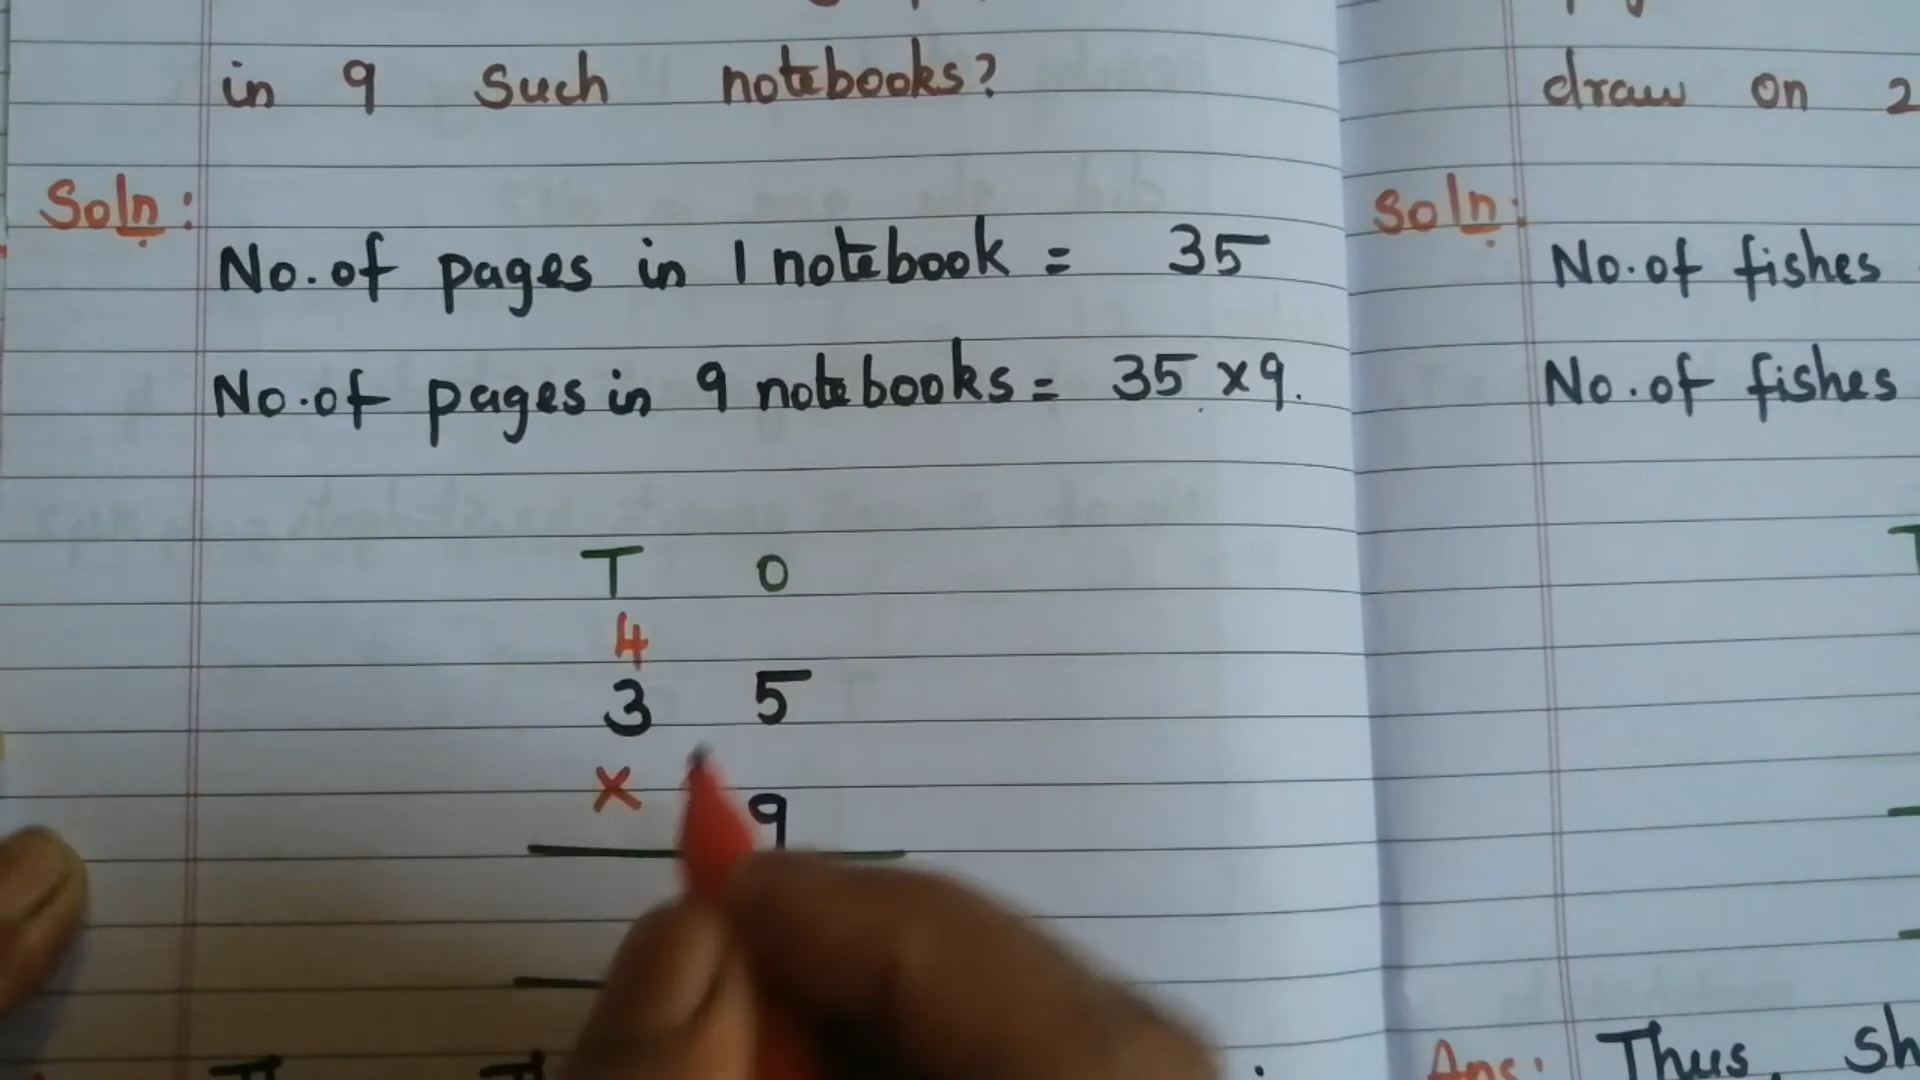 in 9 Such notebooks?
Soln:
No. of pages in 1 notebook = 35
No. of pages in 9 notebooks = 35 x 9.
T O
4
3 5
x 9
draw on 2
Soln:
No. of fishes
No. of fishes
T
Ans: Thus, sh